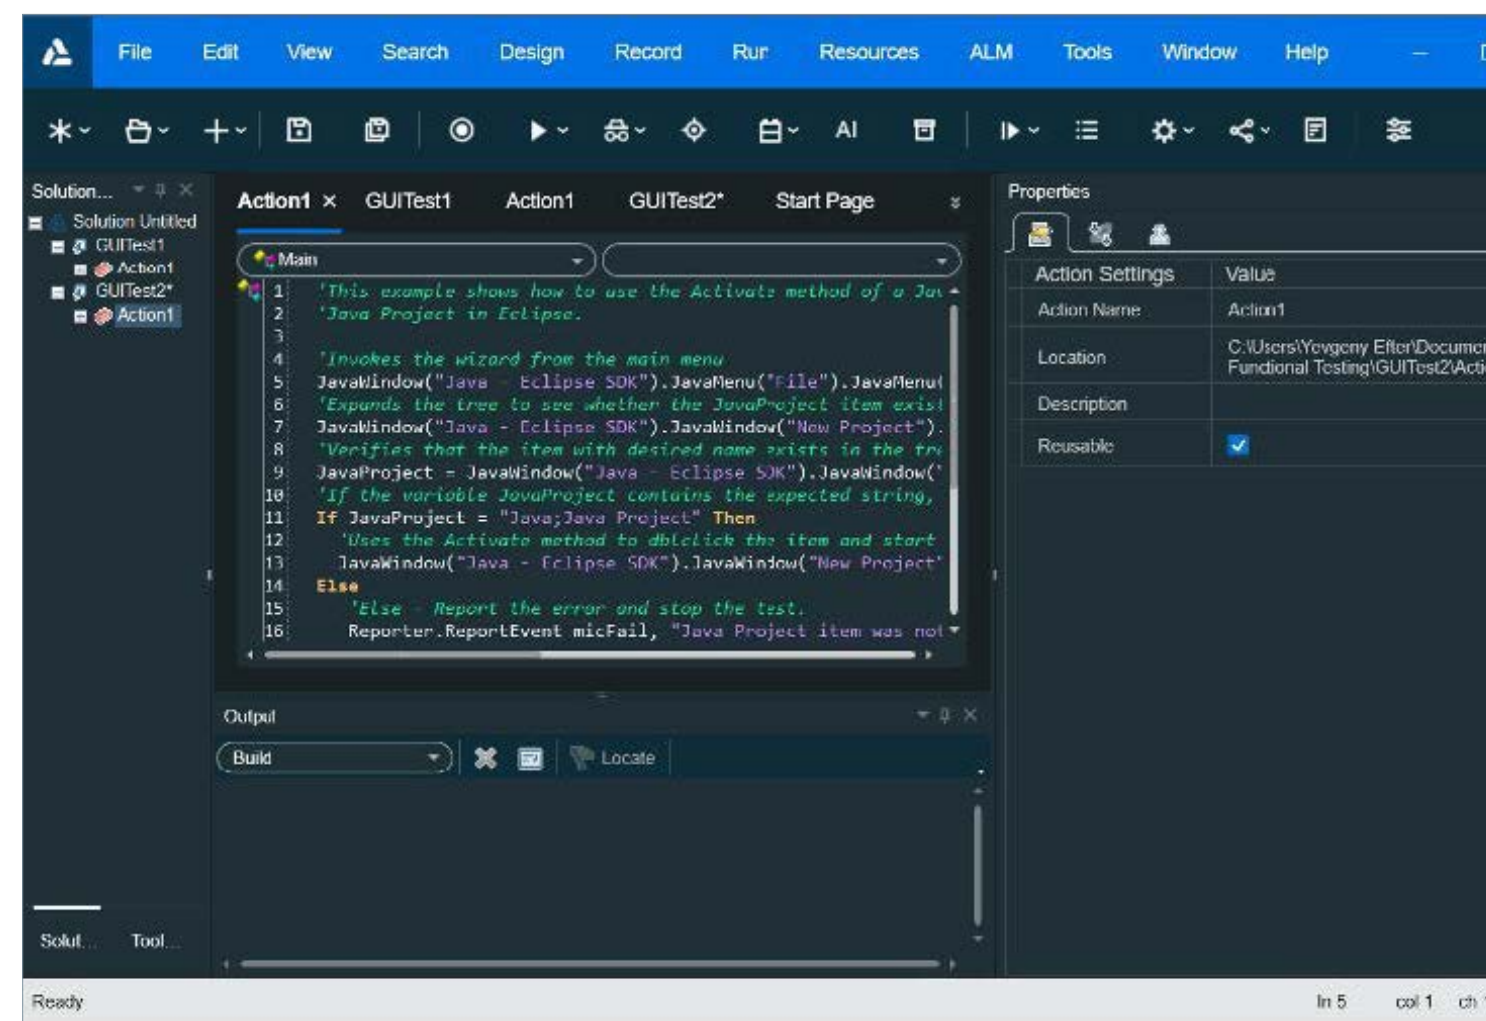 File Edit View Search Design Record Run Resources ALM Tools Window Help
AI
Solution...
Solution Untitled
GUITest1
Action1
GUITest2*
Action1
Solut... Tool...
Action1 GUITest1 Action1 GUITest2* Start Page
Main
1 'This example shows how to use the Activate method of a Jav
2 'Java Project in Eclipse.
3
4 'Invokes the wizard from the main menu
5 JavaWindow("Java - Eclipse SDK").JavaMenu("File").JavaMenu(
6 'Expands the tree to see whether the JavaProject item exist
7 JavaWindow("Java - Eclipse SDK").JavaWindow("New Project").
8 'Verifies that the item with desired name exists in the tre
9 JavaProject = JavaWindow("Java - Eclipse SDK").JavaWindow("
10 'If the variable JavaProject contains the expected string,
11 If JavaProject = "Java;Java Project" Then
12 'Uses the Activate method to dblclick the item and start
13 JavaWindow("Java - Eclipse SDK").JavaWindow("New Project"
14 Else
15 'Else - Report the error and stop the test.
16 Reporter.ReportEvent micFail, "Java Project item was not
Output
Build Locate
Properties
Action Settings Value
Action Name Action1
Location C:\Users\Yevgeny Efter\Documen
Functional Testing\GUITest2\Actio
Description
Reusable
Ready ln 5 col 1 ch